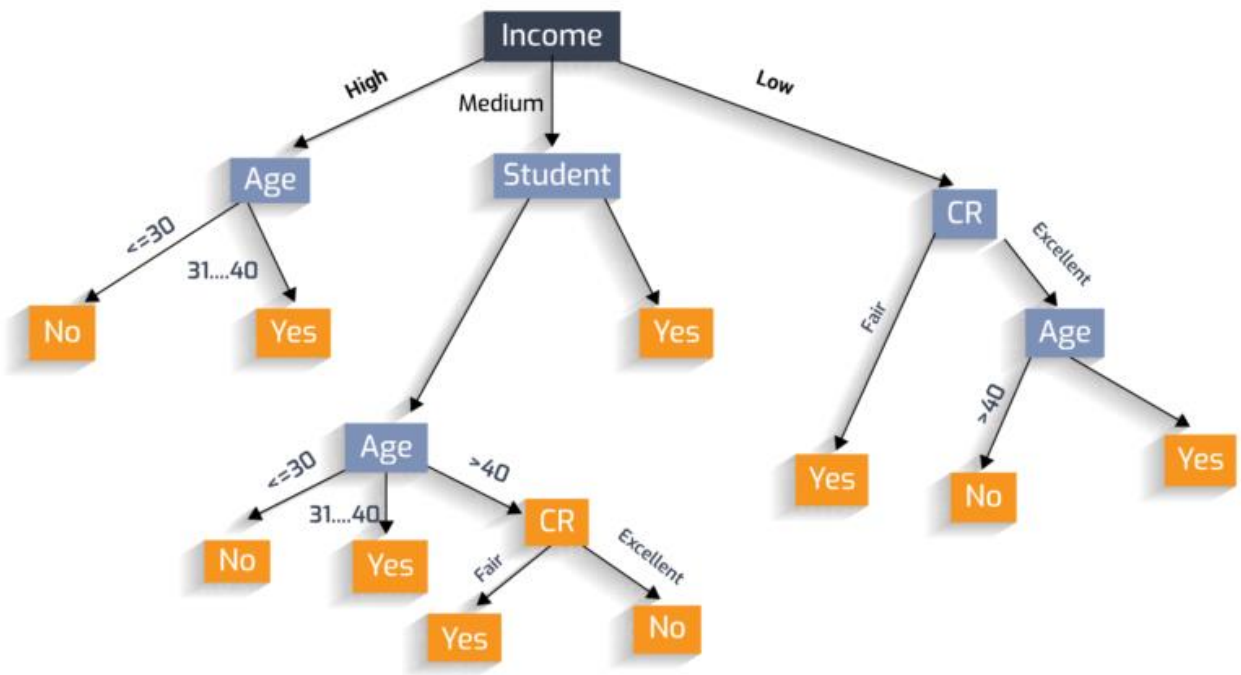 Income
High
Medium
Low
Age
Student
CR
<=30
31....40
Excellent
No
Yes
Yes
Fair
Age
>40
Age
<=30
>40
Yes
Yes
31....40
CR
No
No
Yes
Fair
Excellent
Yes
No